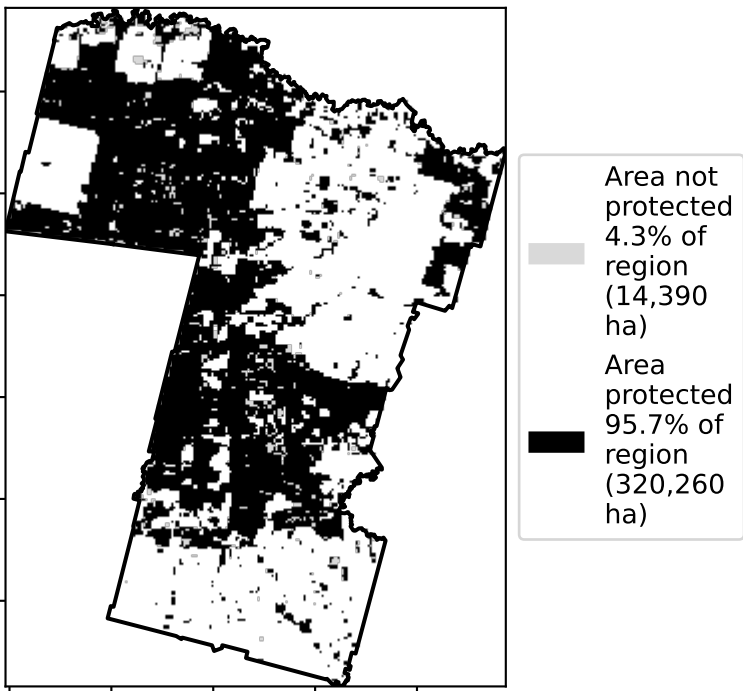 Area not
protected
4.3% of
region
(14,390
ha)
Area
protected
95.7% of
region
(320,260
ha)